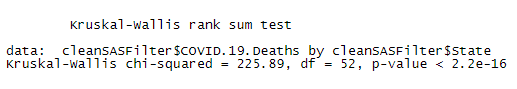 Kruskal-Wallis rank sum test
data:  cleanSASFilter$COVID.19.Deaths by cleanSASFilter$State
Kruskal-Wallis chi-squared = 225.89, df = 52, p-value < 2.2e-16